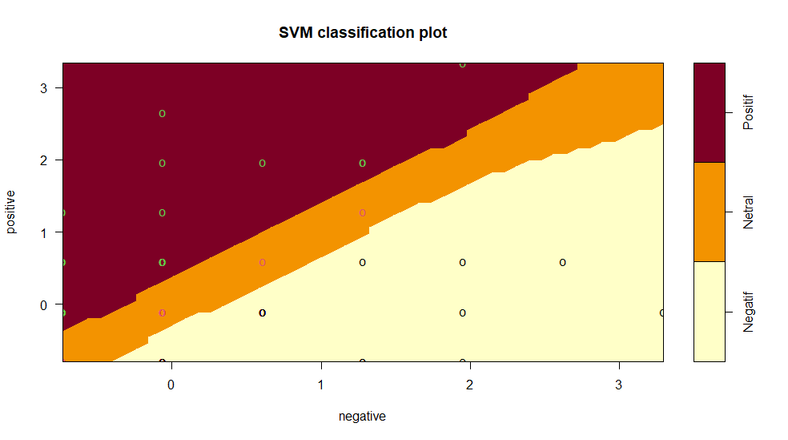 SVM classification plot
positive
3
2
1
0
0
1
2
3
negative
Positif
Netral
Negatif